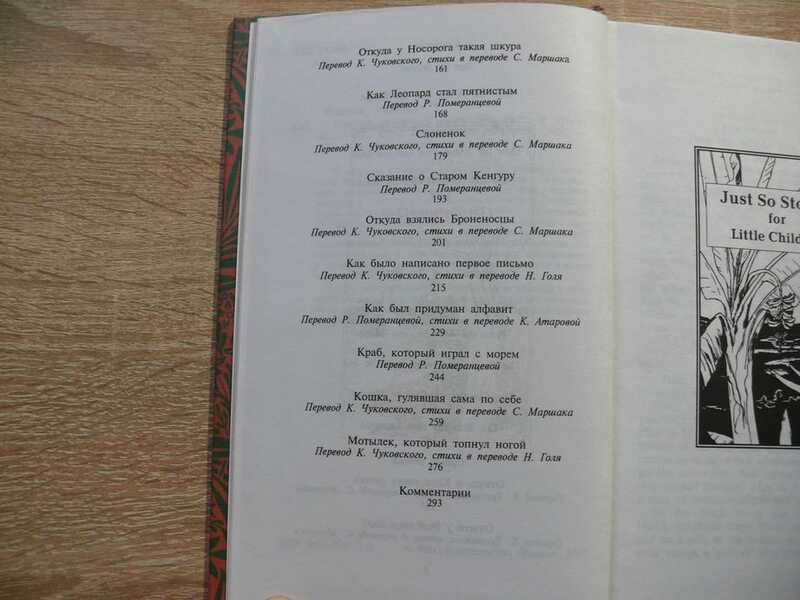 Откуда у Носорога такая шкура
Перевод К. Чуковского, стихи в переводе С. Маршака
161
Как Леопард стал пятнистым
Перевод Р. Померанцевой
168
Слоненок
Перевод К. Чуковского, стихи в переводе С. Маршака
179
Сказание о Старом Кенгуру
Перевод Р. Померанцевой
193
Откуда взялись Броненосцы
Перевод К. Чуковского, стихи в переводе С. Маршака
201
Как было написано первое письмо
Перевод К. Чуковского, стихи в переводе Н. Голя
215
Как был придуман алфавит
Перевод Р. Померанцевой, стихи в переводе К. Атаровой
229
Краб, который играл с морем
Перевод Р. Померанцевой
244
Кошка, гулявшая сама по себе
Перевод К. Чуковского, стихи в переводе С. Маршака
259
Мотылек, который топнул ногой
Перевод К. Чуковского, стихи в переводе Н. Голя
276
Комментарии
293
Just So Sto
for
Little Child